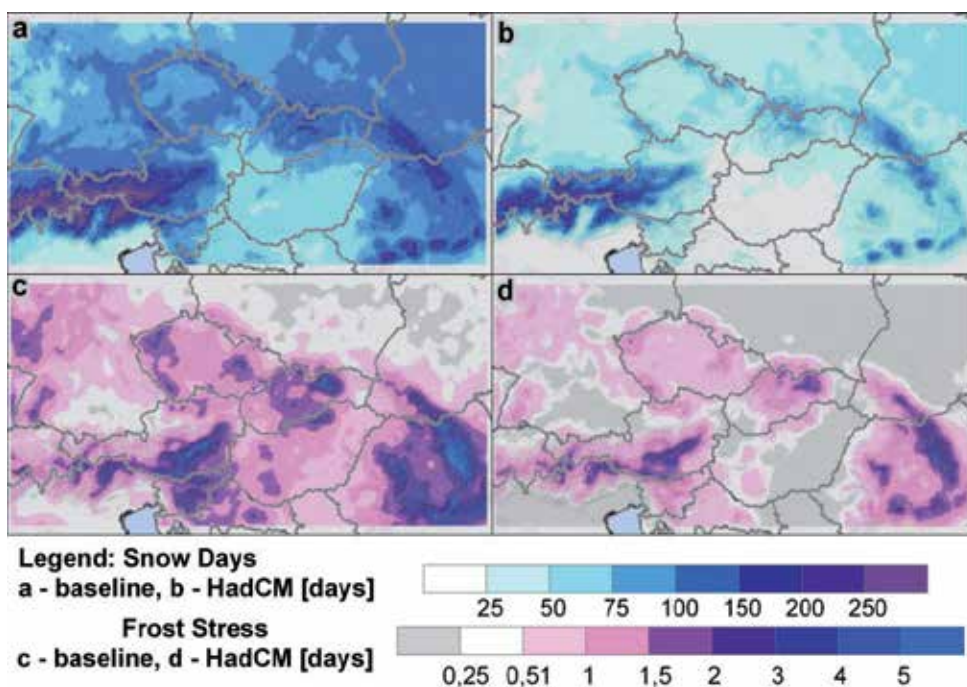 a
b
c
d
Legend: Snow Days
a - baseline, b - HadCM [days]
25 50 75 100 150 200 250
Frost Stress
c - baseline, d - HadCM [days]
0,25 0,51 1 1,5 2 3 4 5